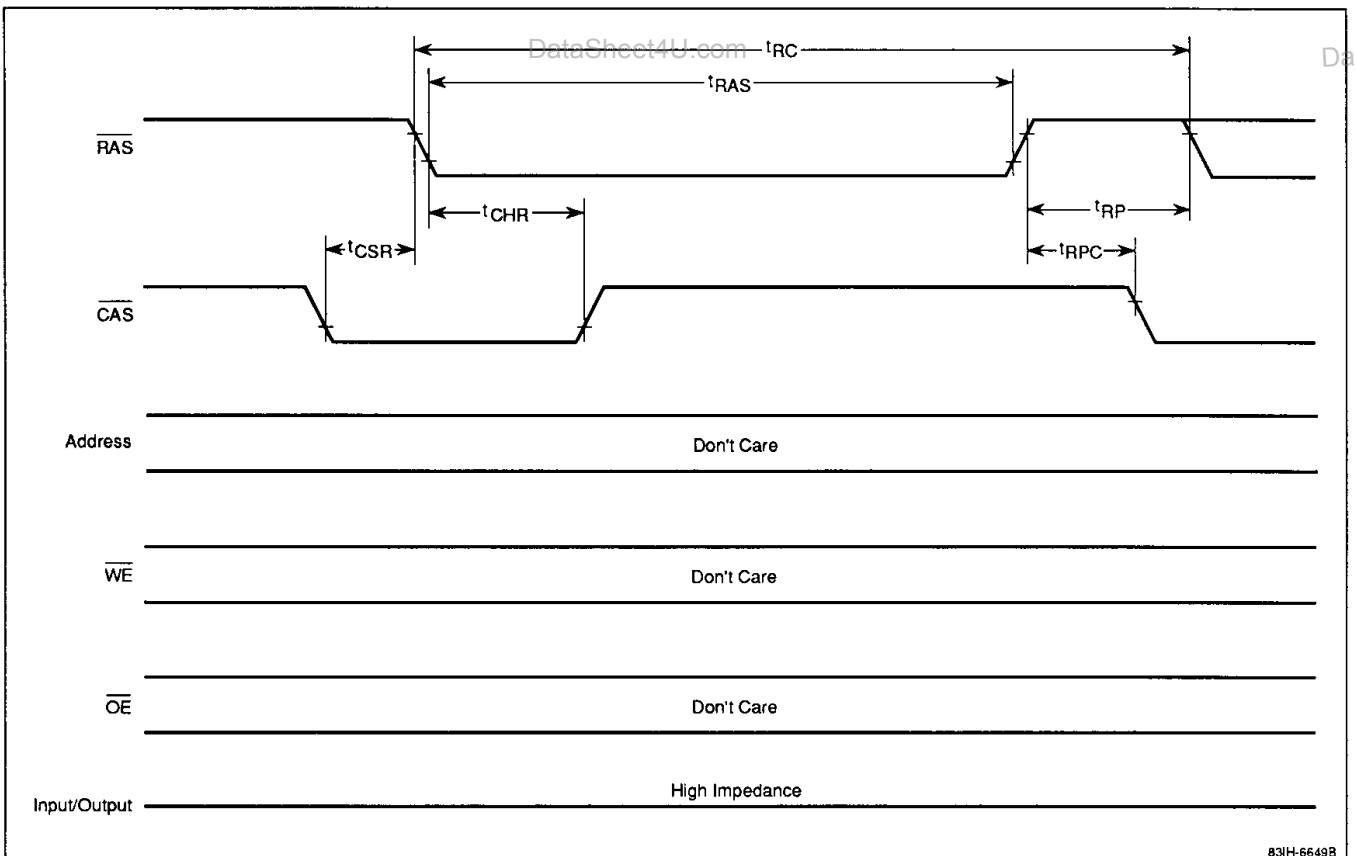 DataSheet4U.com
Da
tRC
tRAS
RAS
tCHR
tRP
tCSR
tRPC
CAS
Address
Don't Care
WE
Don't Care
OE
Don't Care
High Impedance
Input/Output
83IH-6649B